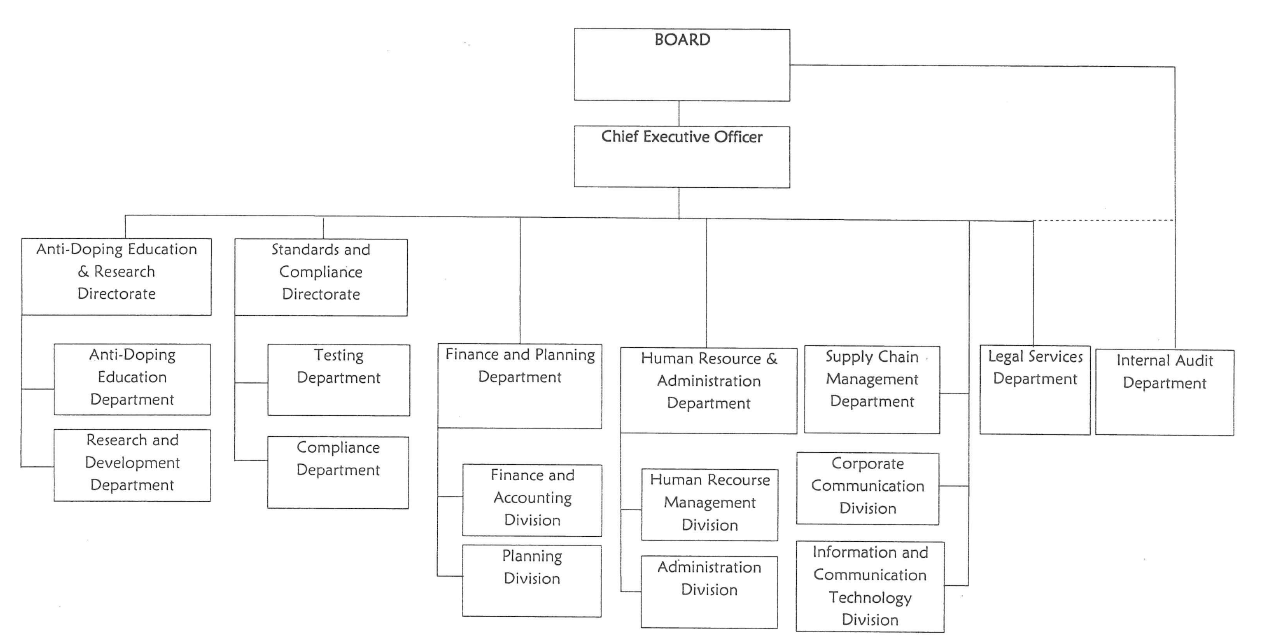 BOARD
Chief Executive Officer
Anti-Doping Education
& Research
Directorate
Standards and
Compliance
Directorate
Anti-Doping
Education
Department
Research and
Development
Department
Testing
Department
Compliance
Department
Finance and Planning
Department
Finance and
Accounting
Division
Planning
Division
Human Resource &
Administration
Department
Human Recourse
Management
Division
Administration
Division
Supply Chain
Management
Department
Corporate
Communication
Division
Information and
Communication
Technology
Division
Legal Services
Department
Internal Audit
Department